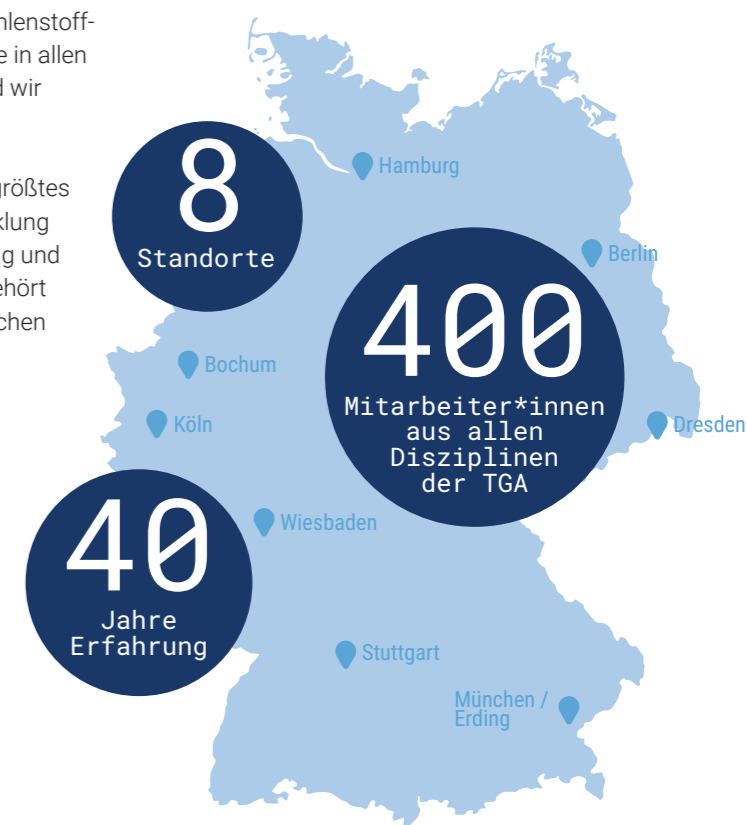 hlenstoff-
e in allen
d wir
größtes
klung
g und
ehört
chen
8
Standorte
400
Mitarbeiter*innen
aus allen
Disziplinen
der TGA
40
Jahre
Erfahrung
Hamburg
Berlin
Bochum
Köln
Dresden
Wiesbaden
Stuttgart
München /
Erding